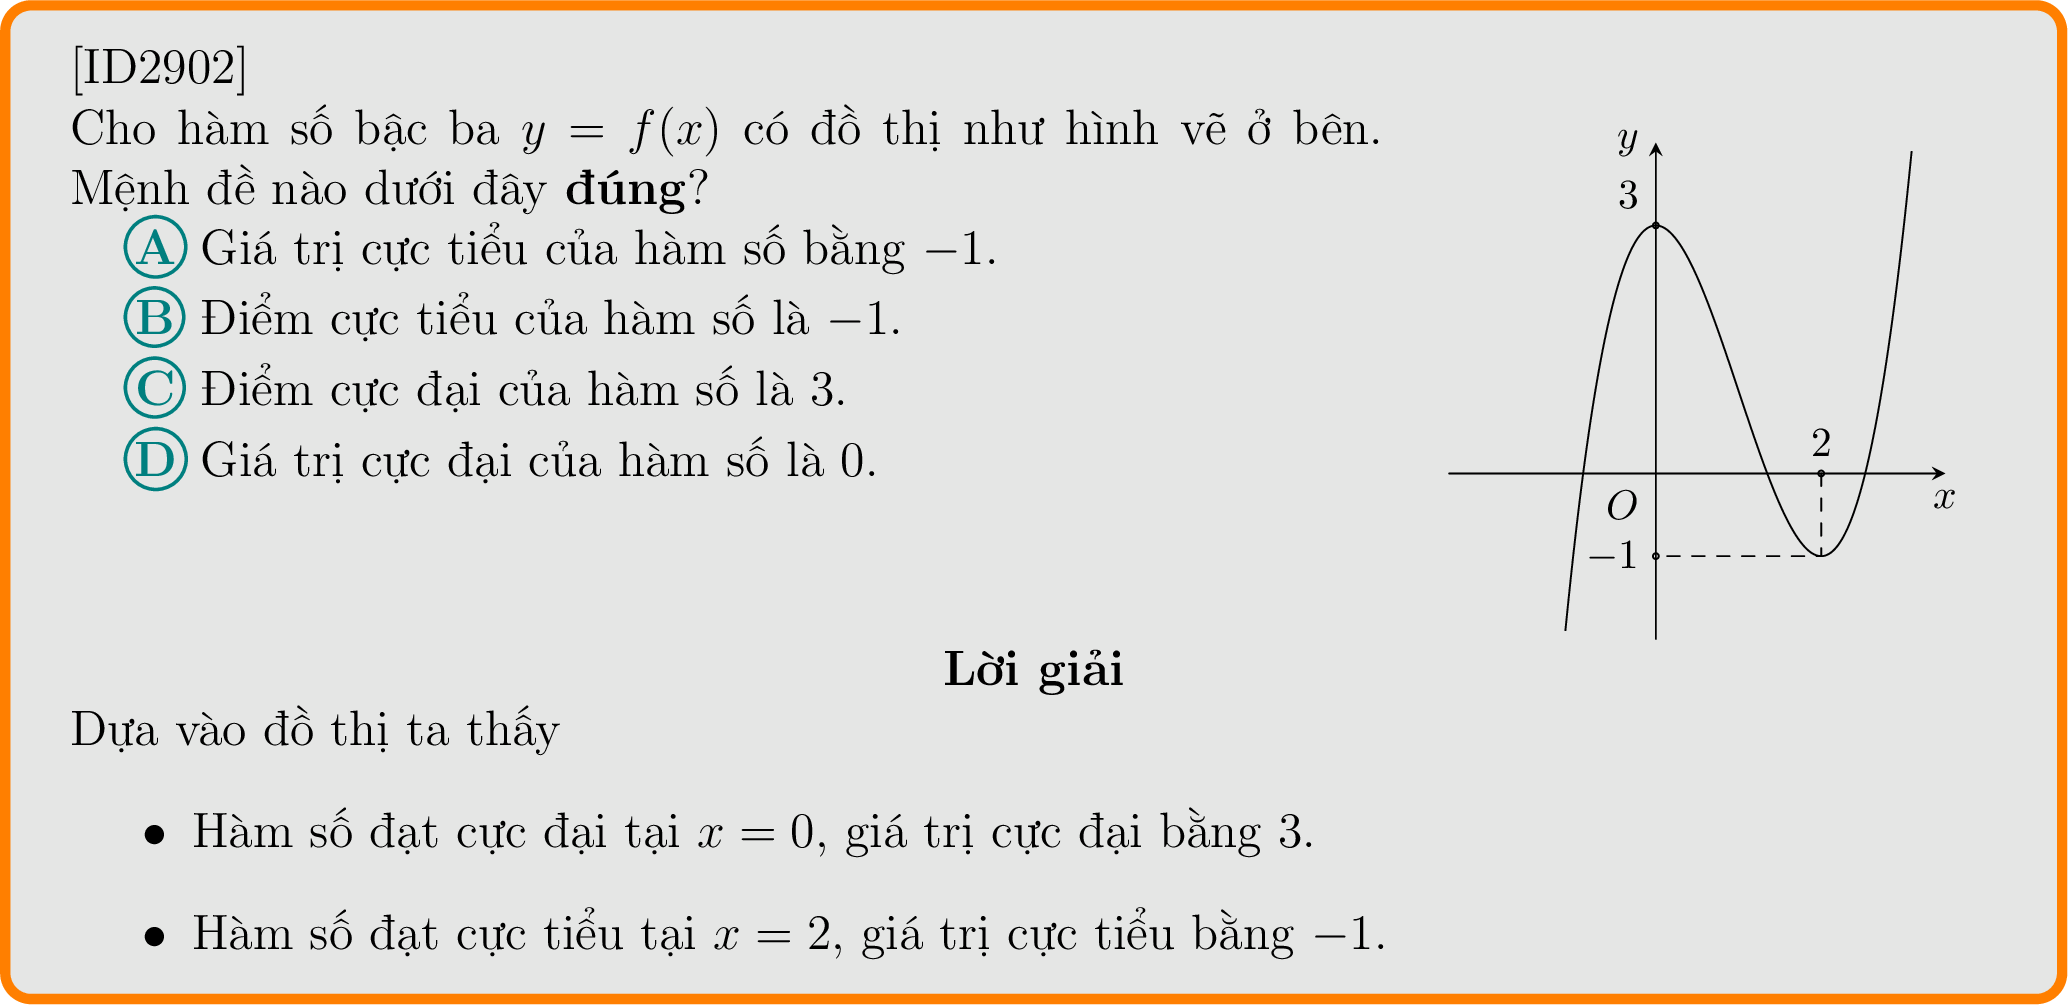 [ID2902]
Cho hàm số bậc ba y = f(x) có đồ thị như hình vẽ ở bên.
Mệnh đề nào dưới đây đúng?
A Giá trị cực tiểu của hàm số bằng −1.
B Điểm cực tiểu của hàm số là −1.
C Điểm cực đại của hàm số là 3.
D Giá trị cực đại của hàm số là 0.
y
3
2
O
x
−1
Lời giải
Dựa vào đồ thị ta thấy
• Hàm số đạt cực đại tại x = 0, giá trị cực đại bằng 3.
• Hàm số đạt cực tiểu tại x = 2, giá trị cực tiểu bằng −1.